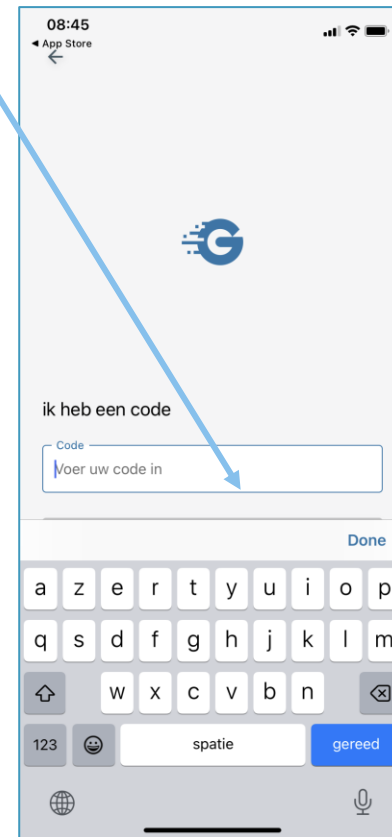 08:45
◀ App Store
G
ik heb een code
Code
Voer uw code in
Done
a z e r t y u i o p
q s d f g h j k l m
w x c v b n
123 spatie gereed